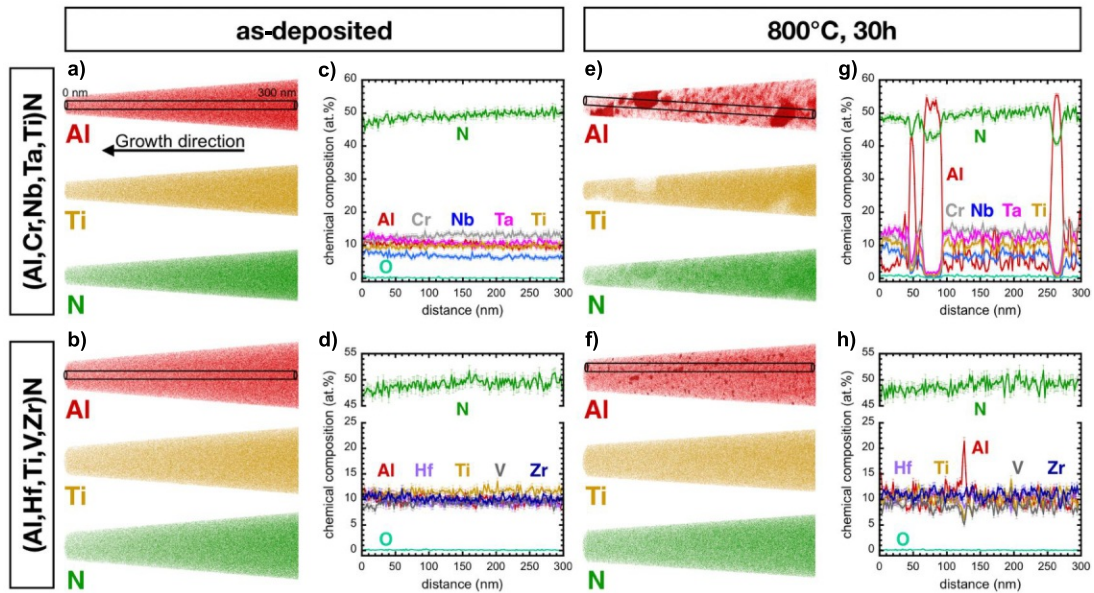 as-deposited
800°C, 30h
(Al,Cr,Nb,Ta,Ti)N
a)
0 nm
300 nm
Al
Growth direction
Ti
N
c)
chemical composition (at.%)
60
50
40
30
20
10
0
N
Al Cr Nb Ta Ti
O
0 50 100 150 200 250 300
distance (nm)
e)
Al
Ti
N
g)
chemical composition (at.%)
60
50
40
30
20
10
0
N
Al
Cr Nb Ta Ti
0 50 100 150 200 250 300
distance (nm)
(Al,Hf,Ti,V,Zr)N
b)
Al
Ti
N
d)
chemical composition (at.%)
55
50
45
25
20
15
10
5
0
N
Al Hf Ti V Zr
O
0 50 100 150 200 250 300
distance (nm)
f)
Al
Ti
N
h)
chemical composition (at.%)
55
50
45
25
20
15
10
5
0
N
Al
Hf Ti V Zr
O
0 50 100 150 200 250 300
distance (nm)